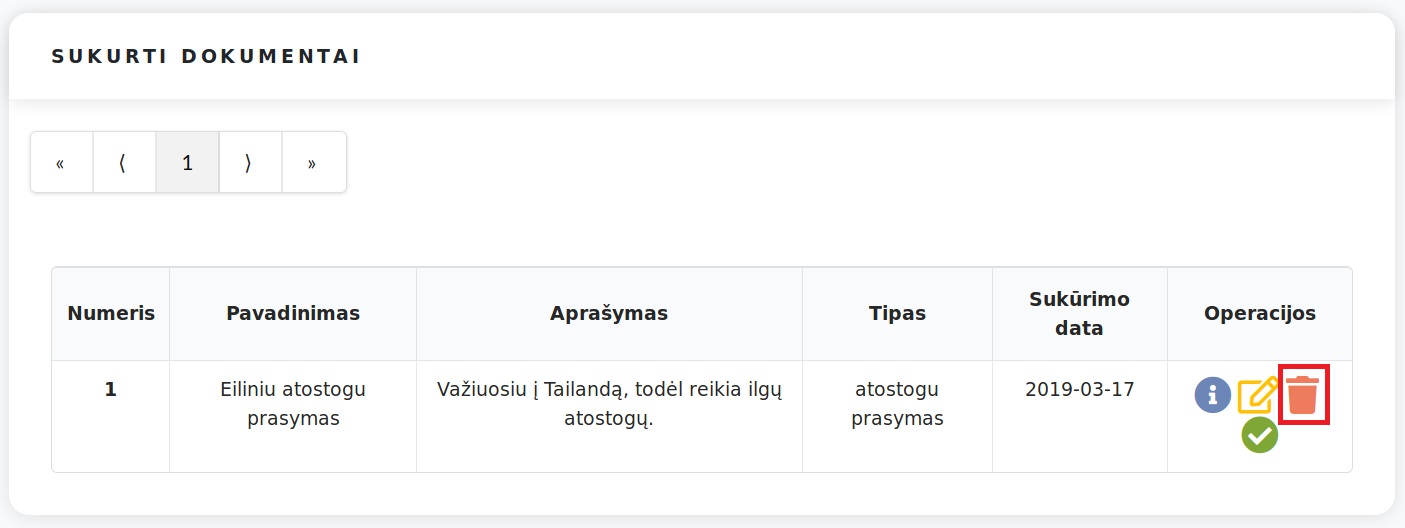 SUKURTI DOKUMENTAI
« ⟨ 1 ⟩ »
Numeris Pavadinimas Aprašymas Tipas Sukūrimo data Operacijos
1 Eiliniu atostogu prasymas Važiuosiu į Tailandą, todėl reikia ilgų atostogų. atostogu prasymas 2019-03-17